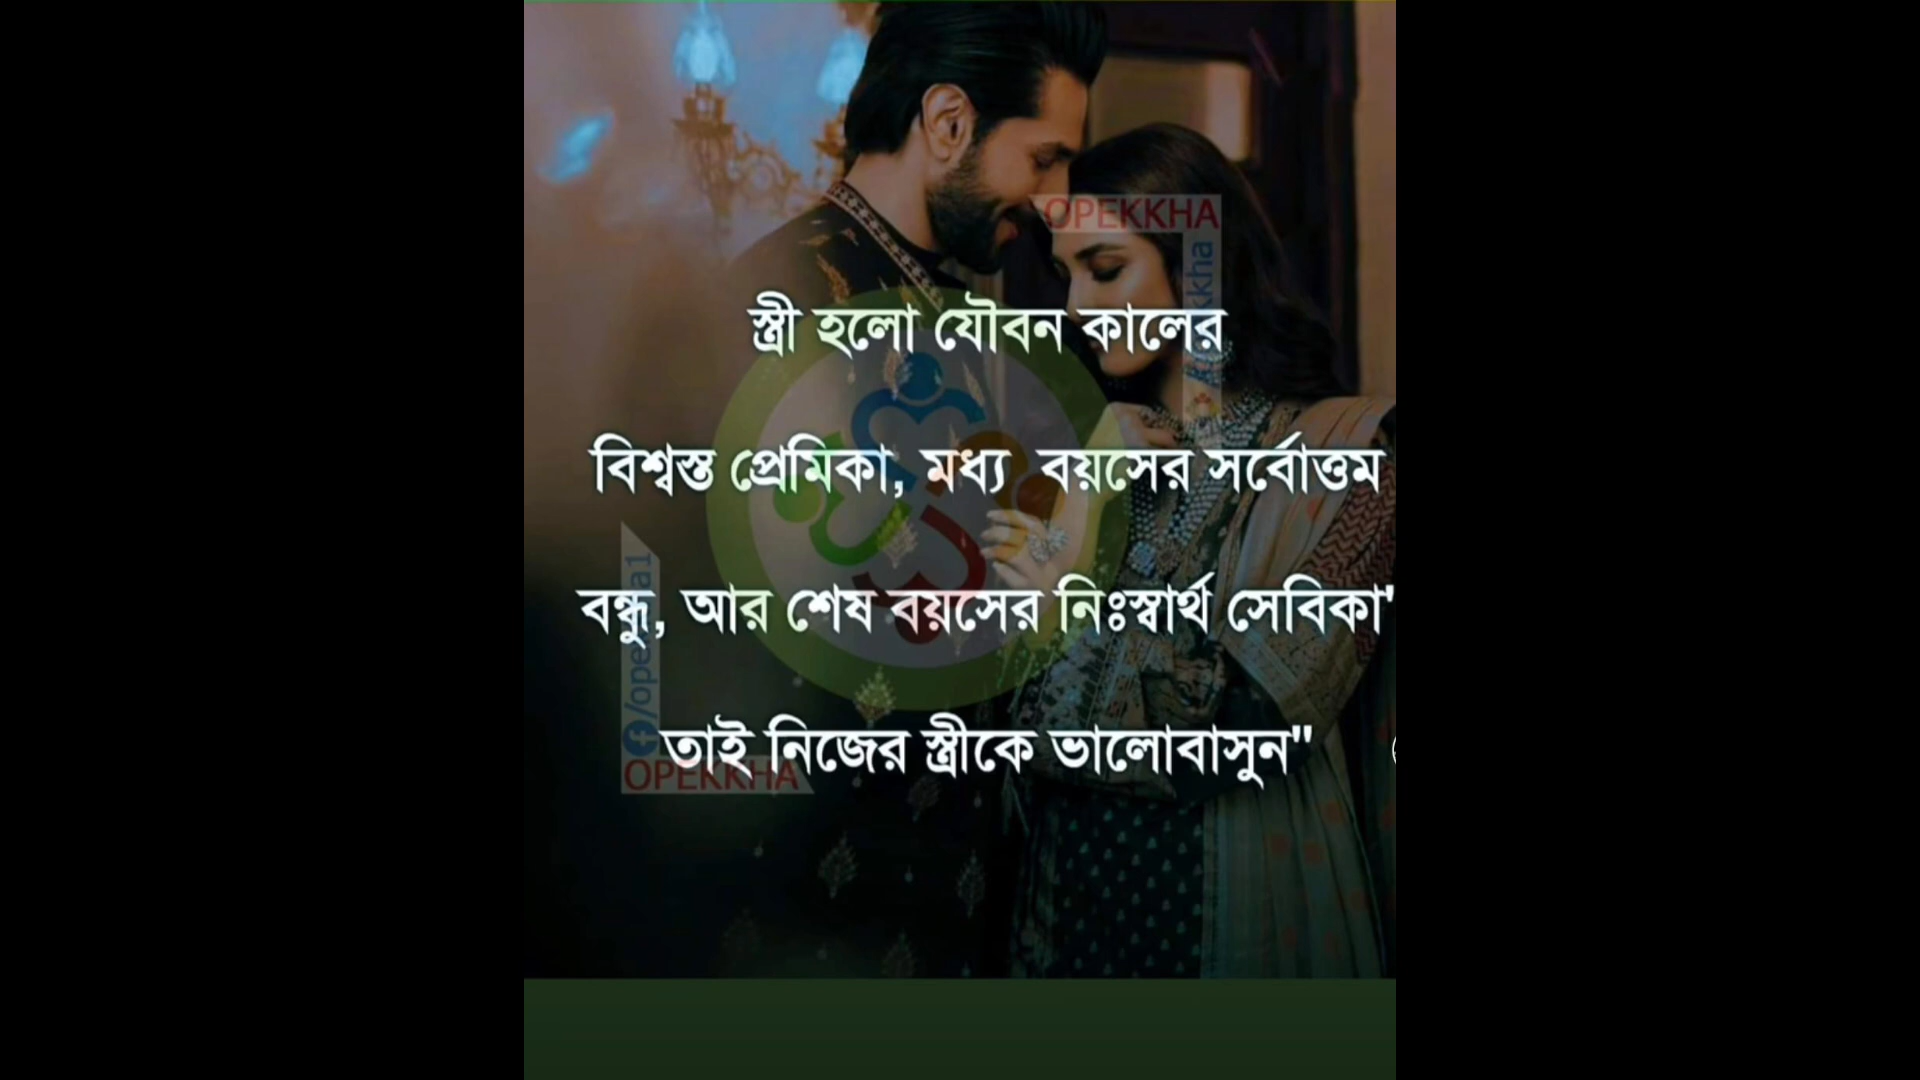 OPEKKHA
স্ত্রী হলো যৌবন কালের
বিশ্বস্ত প্রেমিকা, মধ্য বয়সের সর্বোত্তম
বন্ধু, আর শেষ বয়সের নিঃস্বার্থ সেবিকা"
তাই নিজের স্ত্রীকে ভালোবাসুন"
OPEKKHA